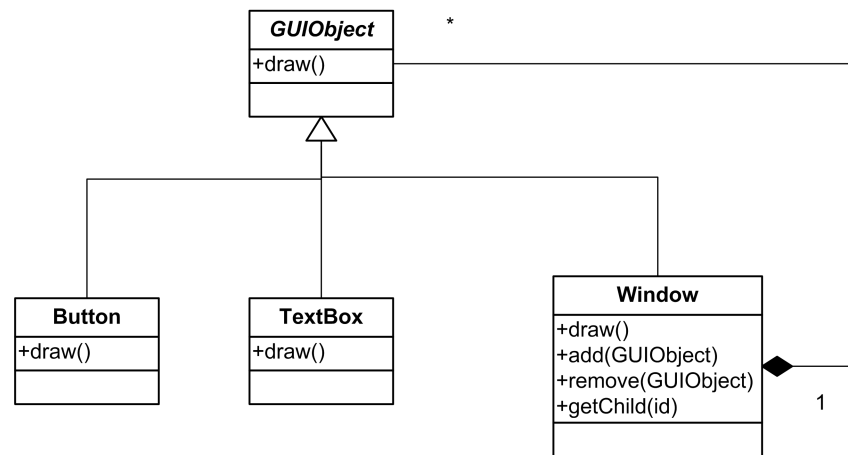 GUIObject
*
+draw()
Button
TextBox
Window
+draw()
+draw()
+draw()
+add(GUIObject)
+remove(GUIObject)
+getChild(id)
1